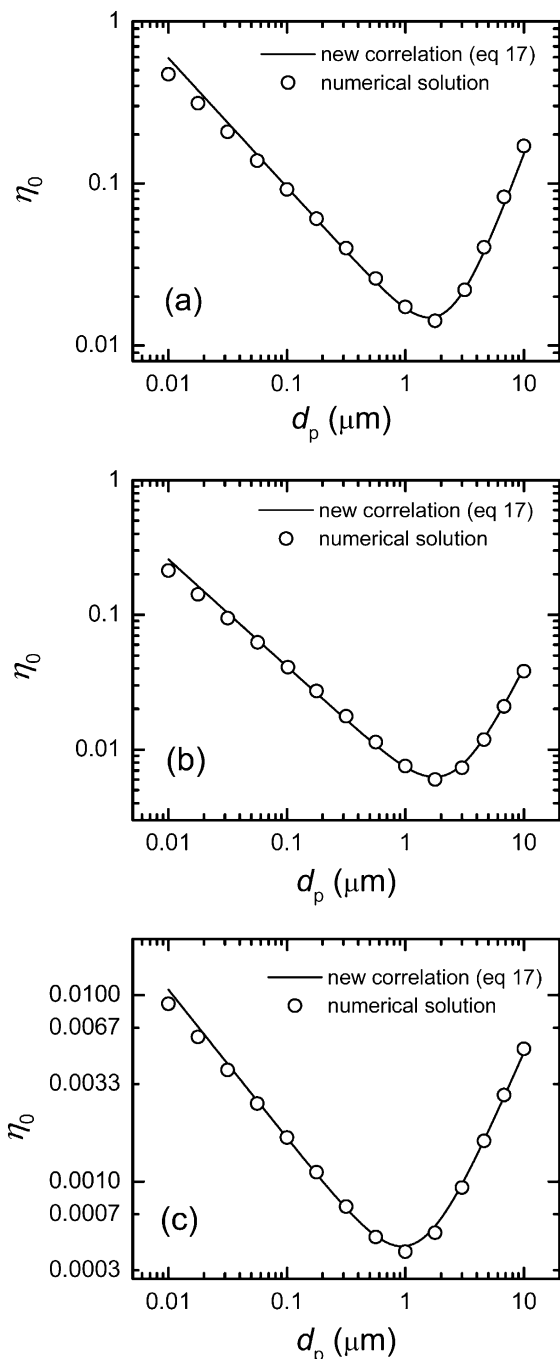 1
new correlation (eq 17)
numerical solution
0.1
η0
(a)
0.01
0.01 0.1 1 10
dp (μm)
1
new correlation (eq 17)
numerical solution
0.1
η0
0.01
(b)
0.01 0.1 1 10
dp (μm)
new correlation (eq 17)
0.0100
numerical solution
0.0067
0.0033
η0
0.0010
0.0007
(c)
0.0003
0.01 0.1 1 10
dp (μm)